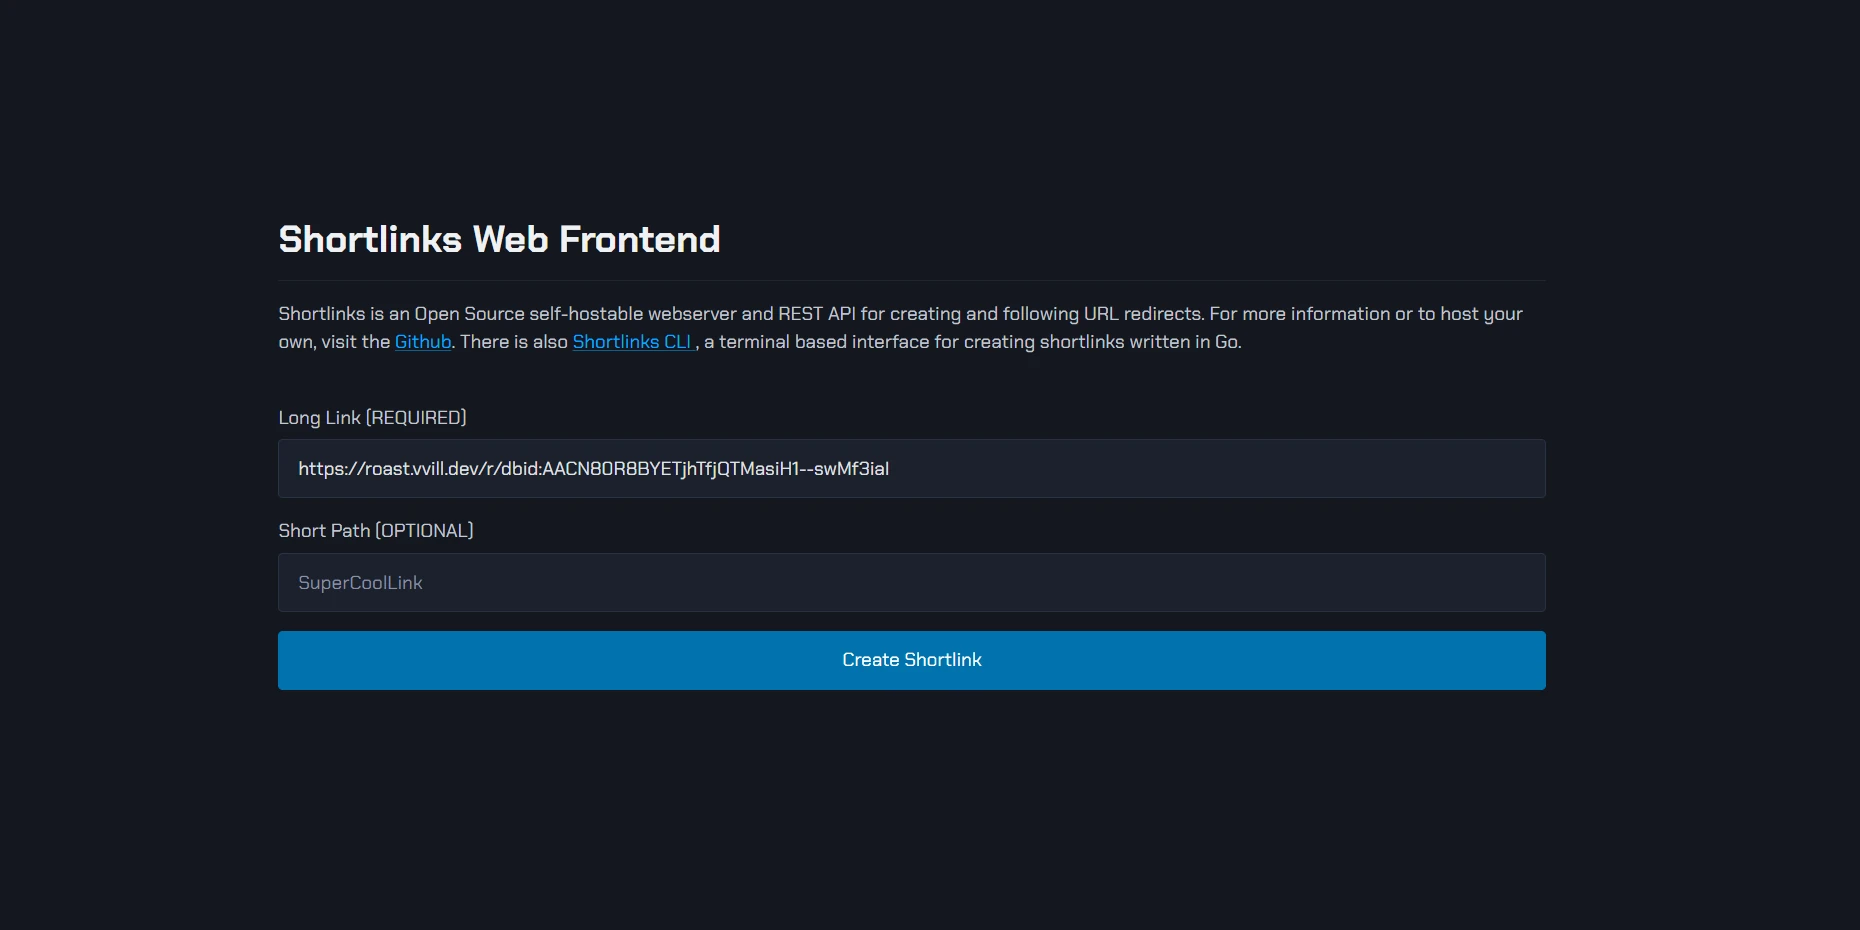 Shortlinks Web Frontend
Shortlinks is an Open Source self-hostable webserver and REST API for creating and following URL redirects. For more information or to host your
own, visit the Github. There is also Shortlinks CLI , a terminal based interface for creating shortlinks written in Go.
Long Link (REQUIRED)
https://roast.vvill.dev/r/dbid:AACN80R8BYETjhTfjQTMasiH1--swMf3iaI
Short Path (OPTIONAL)
SuperCoolLink
Create Shortlink